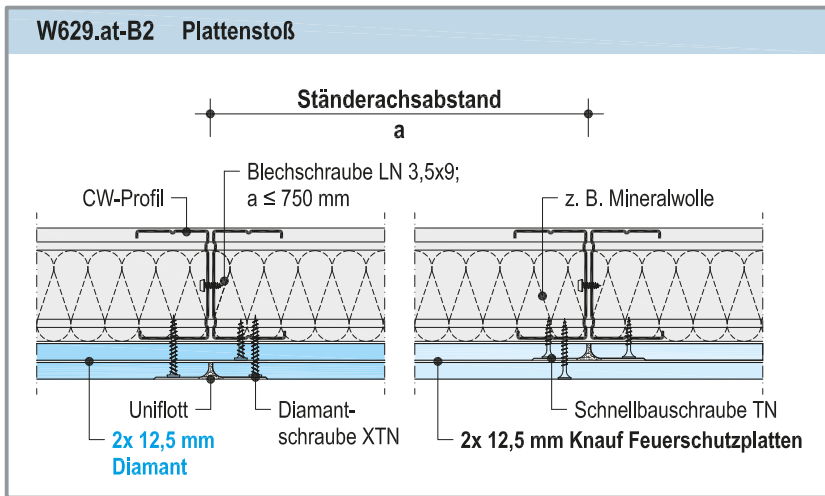 W629.at-B2 Plattenstoß
Ständerachsabstand
a
Blechschraube LN 3,5x9;
a ≤ 750 mm
CW-Profil
z. B. Mineralwolle
Uniflott
Diamant-
schraube XTN
2x 12,5 mm
Diamant
Schnellbauschraube TN
2x 12,5 mm Knauf Feuerschutzplatten